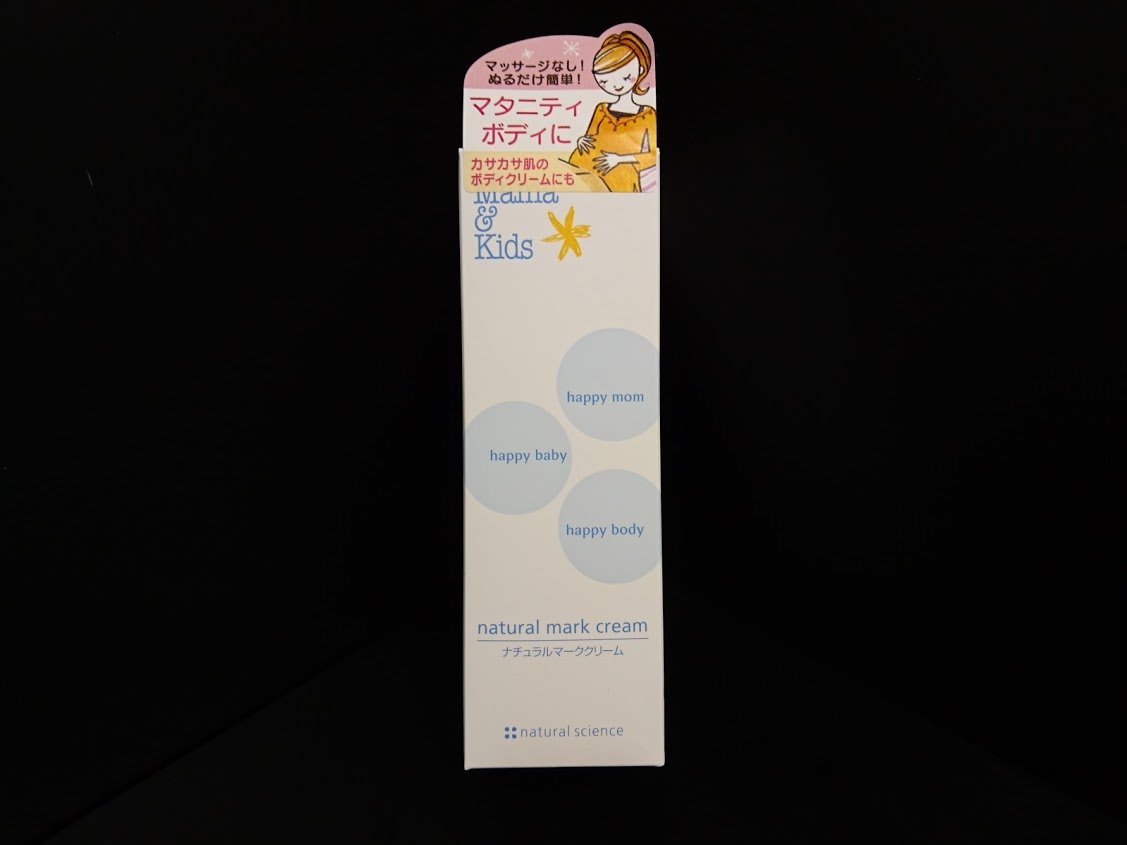 マッサージなし!
ぬるだけ簡単!
マタニティ
ボディに
カサカサ肌の
ボディクリームにも
Mama
&
Kids
happy mom
happy baby
happy body
natural mark cream
ナチュラルマーククリーム
natural science